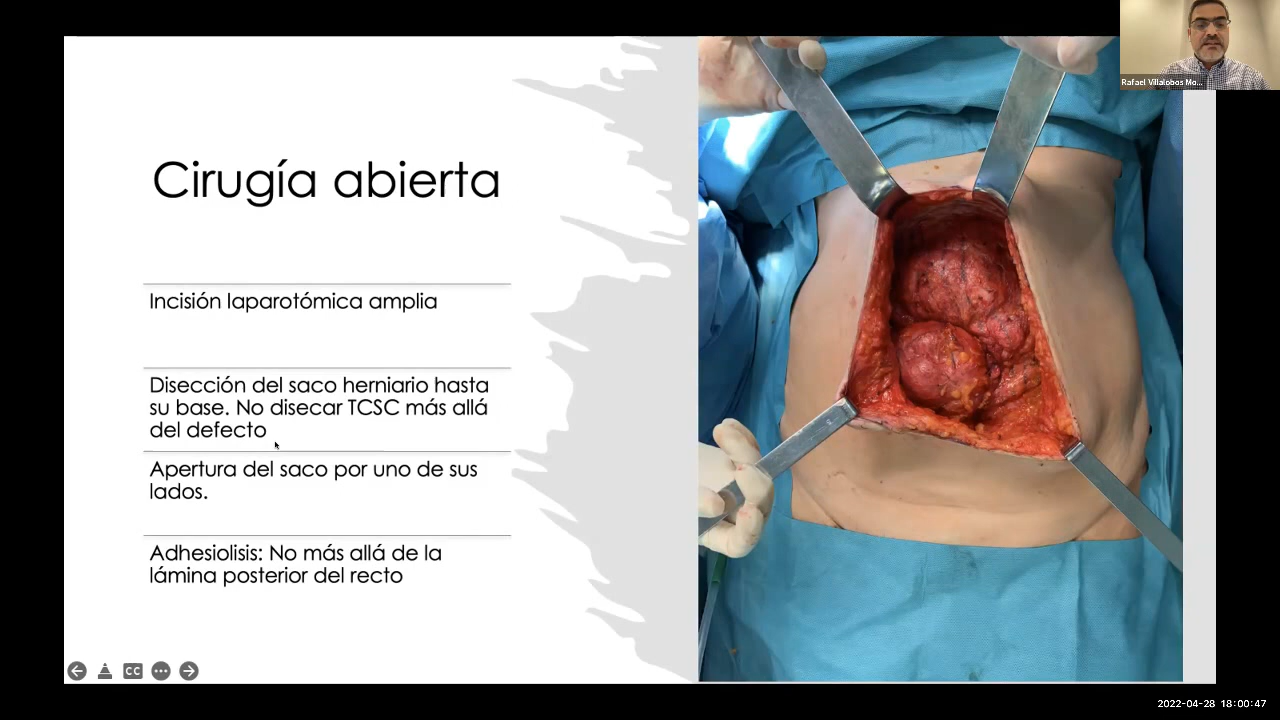 Rafael Villalobos Mo...
Cirugía abierta
Incisión laparotómica amplia
Disección del saco herniario hasta
su base. No disecar TCSC más allá
del defecto
Apertura del saco por uno de sus
lados.
Adhesiolisis: No más allá de la
lámina posterior del recto
CC
2022-04-28 18:00:47